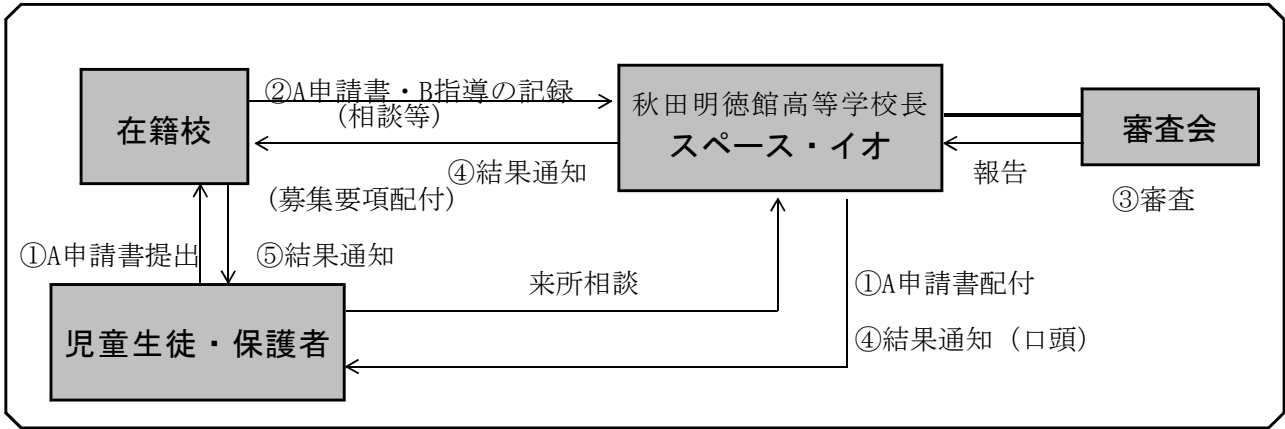 ②A申請書・B指導の記録
(相談等)
在籍校
秋田明徳館高等学校長
スペース・イオ
審査会
④結果通知
報告
③審査
(募集要項配付)
①A申請書提出
⑤結果通知
来所相談
①A申請書配付
④結果通知（口頭）
児童生徒・保護者